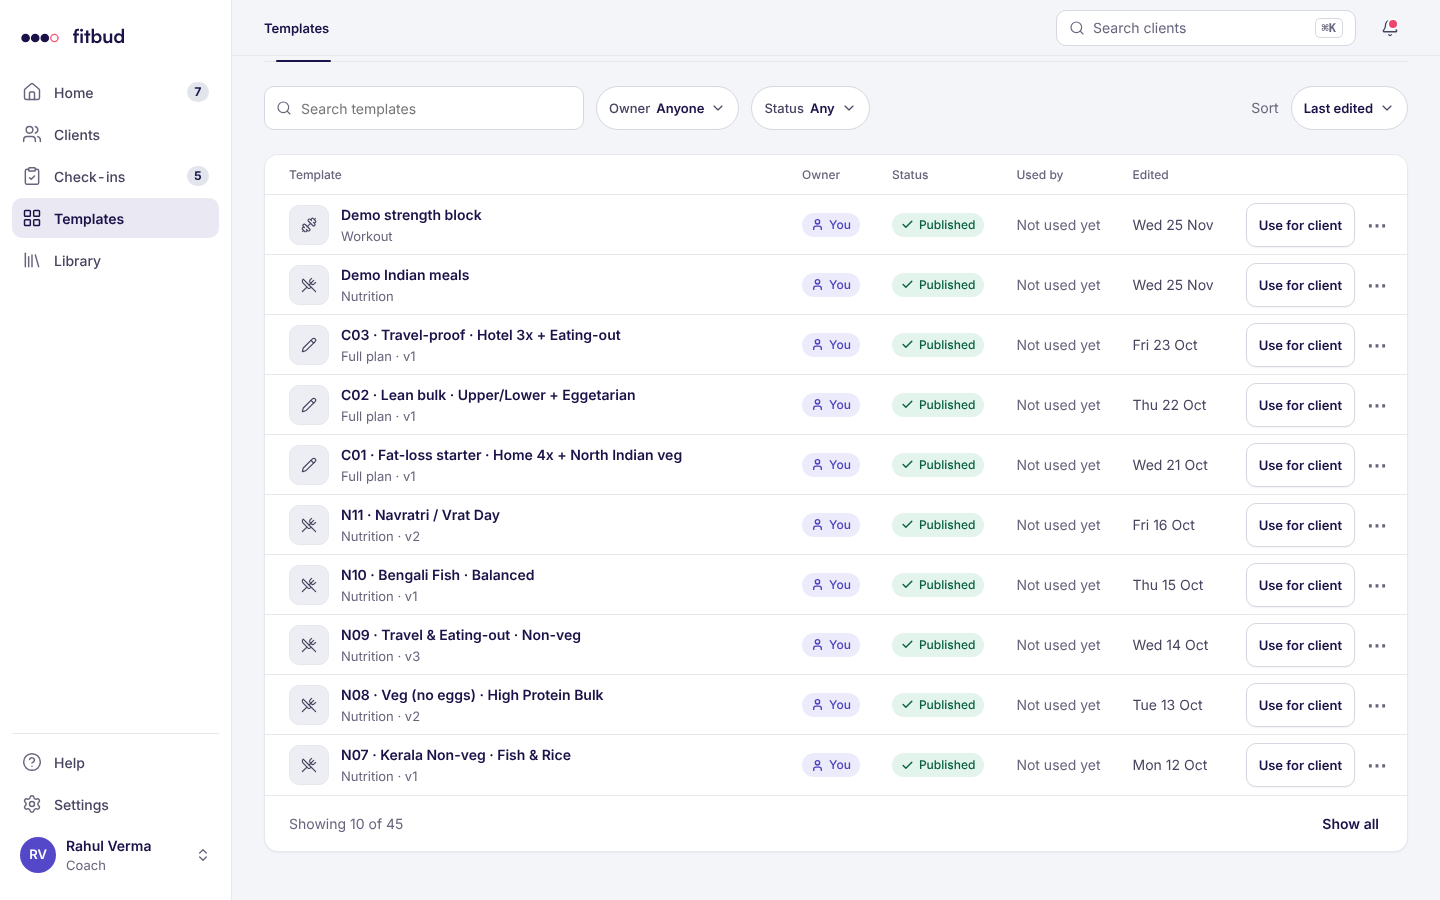 fitbud
Templates
Search clients
⌘K
Home
7
Clients
Check-ins
5
Templates
Library
Search templates
Owner Anyone
Status Any
Sort
Last edited
Template Owner Status Used by Edited
Demo strength block
Workout
You Published Not used yet Wed 25 Nov Use for client
Demo Indian meals
Nutrition
You Published Not used yet Wed 25 Nov Use for client
C03 · Travel-proof · Hotel 3x + Eating-out
Full plan · v1
You Published Not used yet Fri 23 Oct Use for client
C02 · Lean bulk · Upper/Lower + Eggetarian
Full plan · v1
You Published Not used yet Thu 22 Oct Use for client
C01 · Fat-loss starter · Home 4x + North Indian veg
Full plan · v1
You Published Not used yet Wed 21 Oct Use for client
N11 · Navratri / Vrat Day
Nutrition · v2
You Published Not used yet Fri 16 Oct Use for client
N10 · Bengali Fish · Balanced
Nutrition · v1
You Published Not used yet Thu 15 Oct Use for client
N09 · Travel & Eating-out · Non-veg
Nutrition · v3
You Published Not used yet Wed 14 Oct Use for client
N08 · Veg (no eggs) · High Protein Bulk
Nutrition · v2
You Published Not used yet Tue 13 Oct Use for client
N07 · Kerala Non-veg · Fish & Rice
Nutrition · v1
You Published Not used yet Mon 12 Oct Use for client
Showing 10 of 45
Show all
Help
Settings
RV
Rahul Verma
Coach